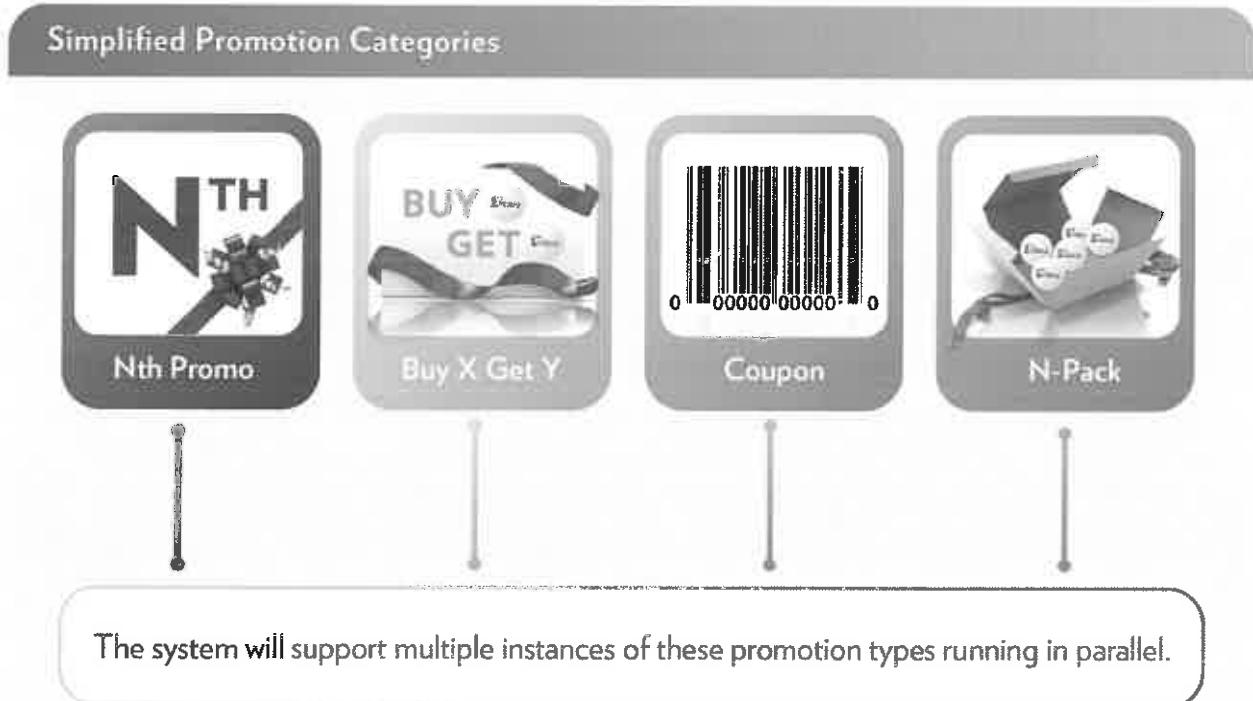 Simplified Promotion Categories
NTH
BUY
GET
0 00000 00000 0
Nth Promo
Buy X Get Y
Coupon
N-Pack
The system will support multiple instances of these promotion types running in parallel.